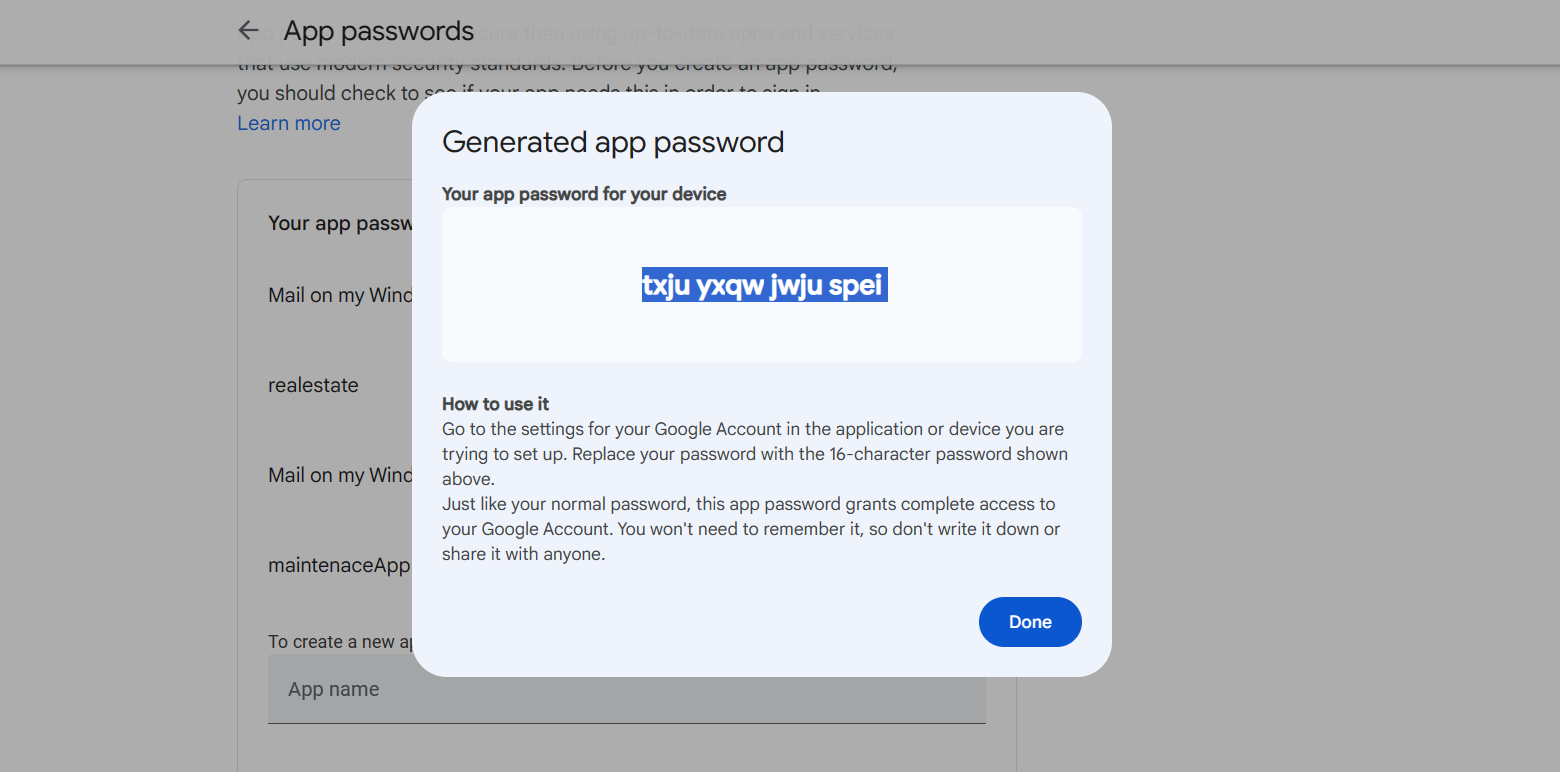 App passwords
that use modern security standards. Before you create an app password,
you should check to see if your app needs this in order to sign in.
Learn more
Generated app password
Your app password for your device
txju yxqw jwju spei
How to use it
Go to the settings for your Google Account in the application or device you are
trying to set up. Replace your password with the 16-character password shown
above.
Just like your normal password, this app password grants complete access to
your Google Account. You won't need to remember it, so don't write it down or
share it with anyone.
Done
Your app passw
Mail on my Wind
realestate
Mail on my Wind
maintenaceApp
To create a new ap
App name